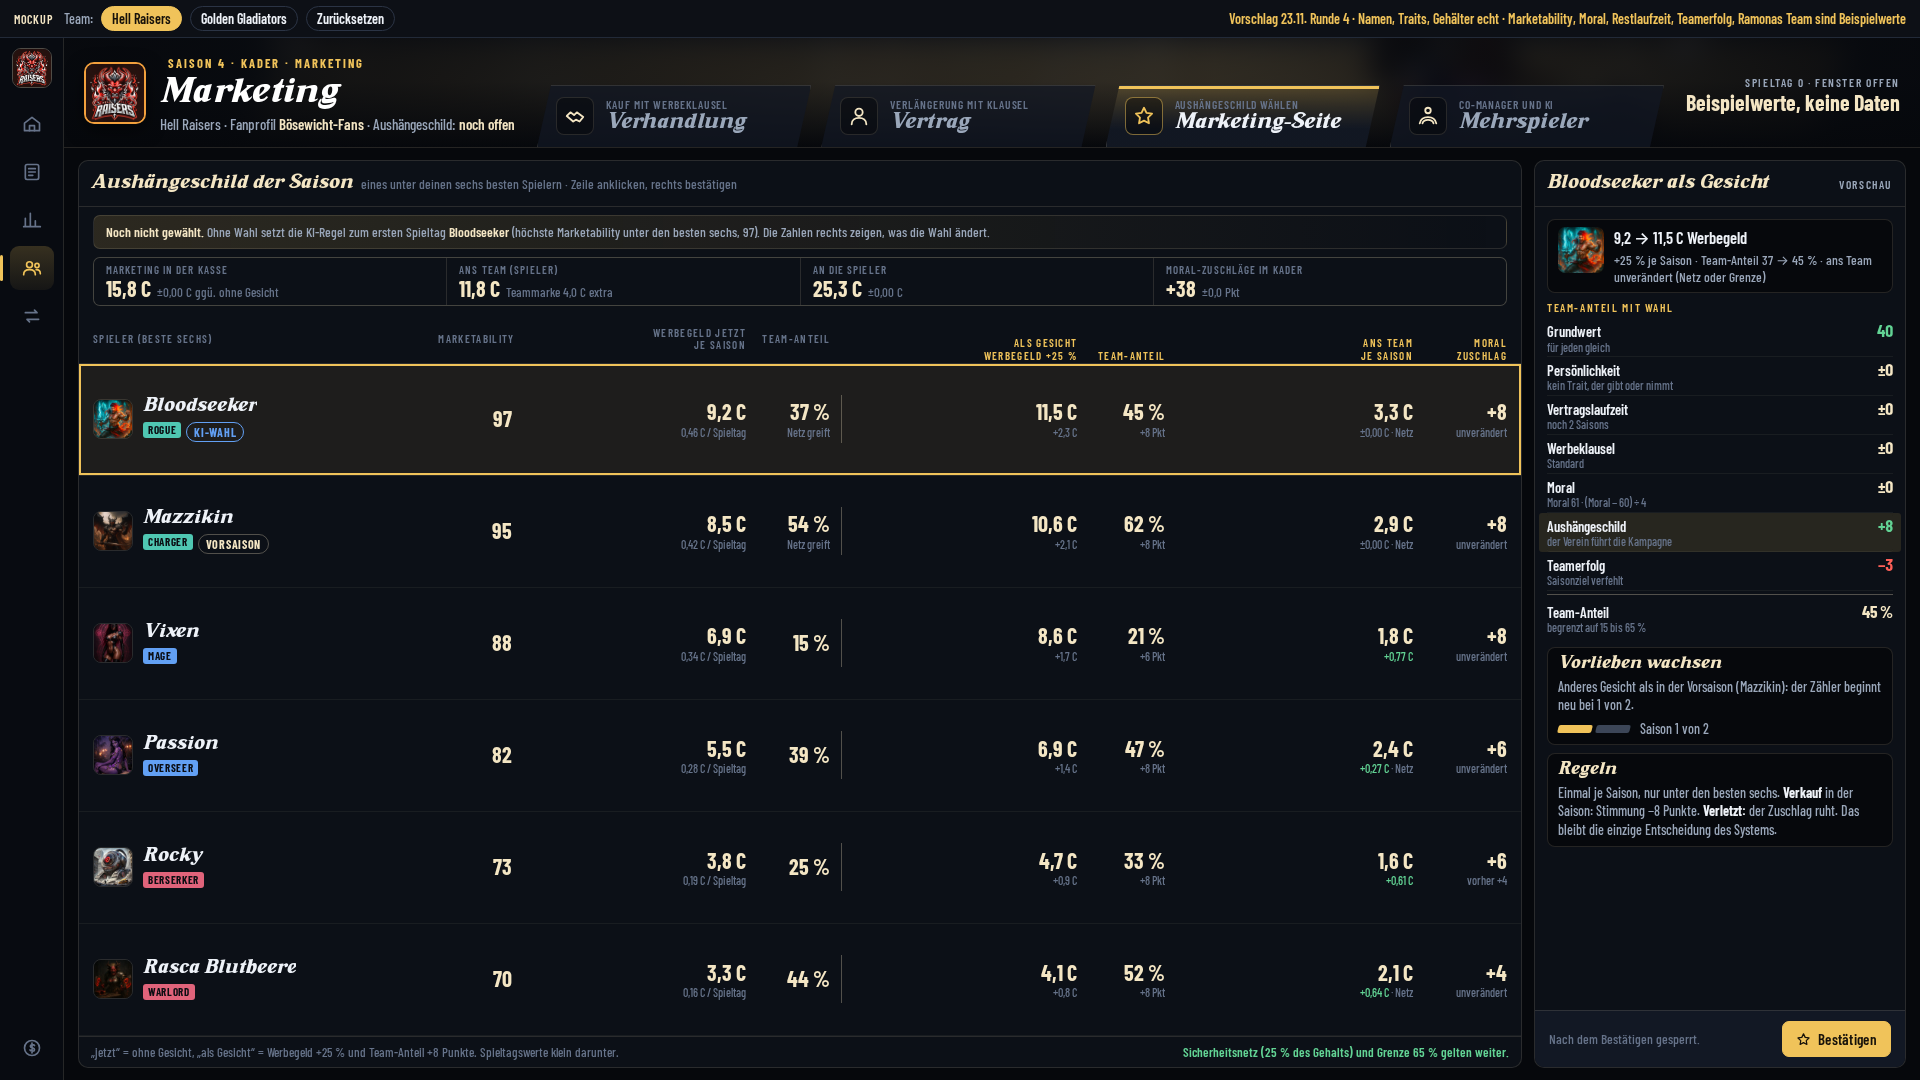 MOCKUP Team: Hell Raisers Golden Gladiators Zurücksetzen
Vorschlag 23.11. Runde 4 · Namen, Traits, Gehälter echt · Marketability, Moral, Restlaufzeit, Teamerfolg, Ramonas Team sind Beispielwerte
RAISERS
RAISERS
SAISON 4 · KADER · MARKETING
Marketing
Hell Raisers · Fanprofil Bösewicht-Fans · Aushängeschild: noch offen
KAUF MIT WERBEKLAUSEL
Verhandlung
VERLÄNGERUNG MIT KLAUSEL
Vertrag
AUSHÄNGESCHILD WÄHLEN
Marketing-Seite
CO-MANAGER UND KI
Mehrspieler
SPIELTAG 0 · FENSTER OFFEN
Beispielwerte, keine Daten
Aushängeschild der Saison eines unter deinen sechs besten Spielern · Zeile anklicken, rechts bestätigen
Noch nicht gewählt. Ohne Wahl setzt die KI-Regel zum ersten Spieltag Bloodseeker (höchste Marketability unter den besten sechs, 97). Die Zahlen rechts zeigen, was die Wahl ändert.
MARKETING IN DER KASSE
15,8 C ±0,00 C ggü. ohne Gesicht
ANS TEAM (SPIELER)
11,8 C Teammarke 4,0 C extra
AN DIE SPIELER
25,3 C ±0,00 C
MORAL-ZUSCHLÄGE IM KADER
+38 ±0,0 Pkt
SPIELER (BESTE SECHS)
MARKETABILITY
WERBEGELD JETZT
JE SAISON
TEAM-ANTEIL
ALS GESICHT
WERBEGELD +25 %
TEAM-ANTEIL
ANS TEAM
JE SAISON
MORAL
ZUSCHLAG
Bloodseeker
ROGUE KI-WAHL
97
9,2 C
0,46 C / Spieltag
37 %
Netz greift
11,5 C
+2,3 C
45 %
+8 Pkt
3,3 C
±0,00 C · Netz
+8
unverändert
Mazzikin
CHARGER VORSAISON
95
8,5 C
0,42 C / Spieltag
54 %
Netz greift
10,6 C
+2,1 C
62 %
+8 Pkt
2,9 C
±0,00 C · Netz
+8
unverändert
Vixen
MAGE
88
6,9 C
0,34 C / Spieltag
15 %
8,6 C
+1,7 C
21 %
+6 Pkt
1,8 C
+0,77 C
+8
unverändert
Passion
OVERSEER
82
5,5 C
0,28 C / Spieltag
39 %
6,9 C
+1,4 C
47 %
+8 Pkt
2,4 C
+0,27 C · Netz
+6
unverändert
Rocky
BERSERKER
73
3,8 C
0,19 C / Spieltag
25 %
4,7 C
+0,9 C
33 %
+8 Pkt
1,6 C
+0,61 C
+6
vorher +4
Rasca Blutbeere
WARLORD
70
3,3 C
0,16 C / Spieltag
44 %
4,1 C
+0,8 C
52 %
+8 Pkt
2,1 C
+0,64 C · Netz
+4
unverändert
„Jetzt“ = ohne Gesicht, „als Gesicht“ = Werbegeld +25 % und Team-Anteil +8 Punkte. Spieltagswerte klein darunter.
Sicherheitsnetz (25 % des Gehalts) und Grenze 65 % gelten weiter.
Bloodseeker als Gesicht VORSCHAU
9,2 → 11,5 C Werbegeld
+25 % je Saison · Team-Anteil 37 → 45 % · ans Team
unverändert (Netz oder Grenze)
TEAM-ANTEIL MIT WAHL
Grundwert 40
für jeden gleich
Persönlichkeit ±0
kein Trait, der gibt oder nimmt
Vertragslaufzeit ±0
noch 2 Saisons
Werbeklausel ±0
Standard
Moral ±0
Moral 61 · (Moral − 60) ÷ 4
Aushängeschild +8
der Verein führt die Kampagne
Teamerfolg −3
Saisonziel verfehlt
Team-Anteil 45 %
begrenzt auf 15 bis 65 %
Vorlieben wachsen
Anderes Gesicht als in der Vorsaison (Mazzikin): der Zähler beginnt
neu bei 1 von 2.
Saison 1 von 2
Regeln
Einmal je Saison, nur unter den besten sechs. Verkauf in der
Saison: Stimmung −8 Punkte. Verletzt: der Zuschlag ruht. Das
bleibt die einzige Entscheidung des Systems.
Nach dem Bestätigen gesperrt.
Bestätigen